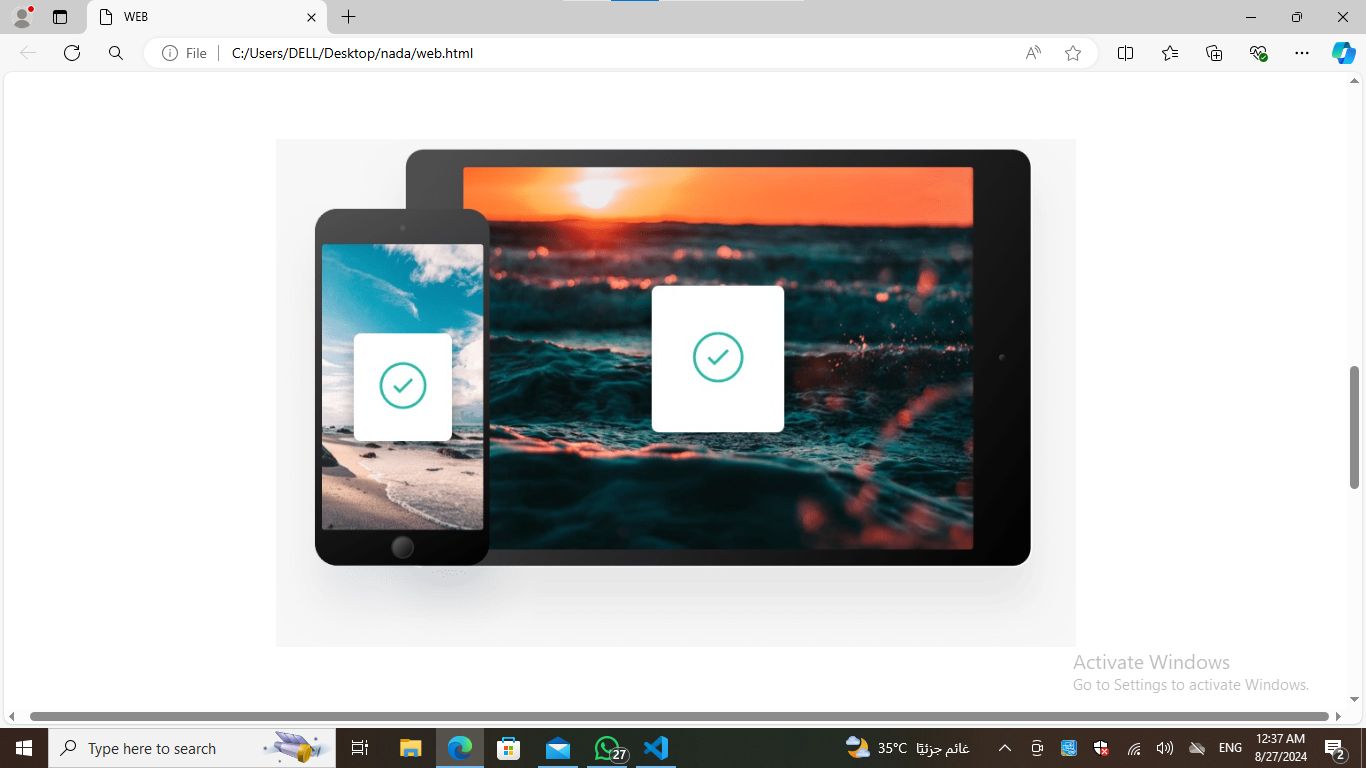 WEB
File
C:/Users/DELL/Desktop/nada/web.html
Activate Windows
Go to Settings to activate Windows.
Type here to search
27
35°C غائم جزئيًا
ENG
12:37 AM
8/27/2024
2